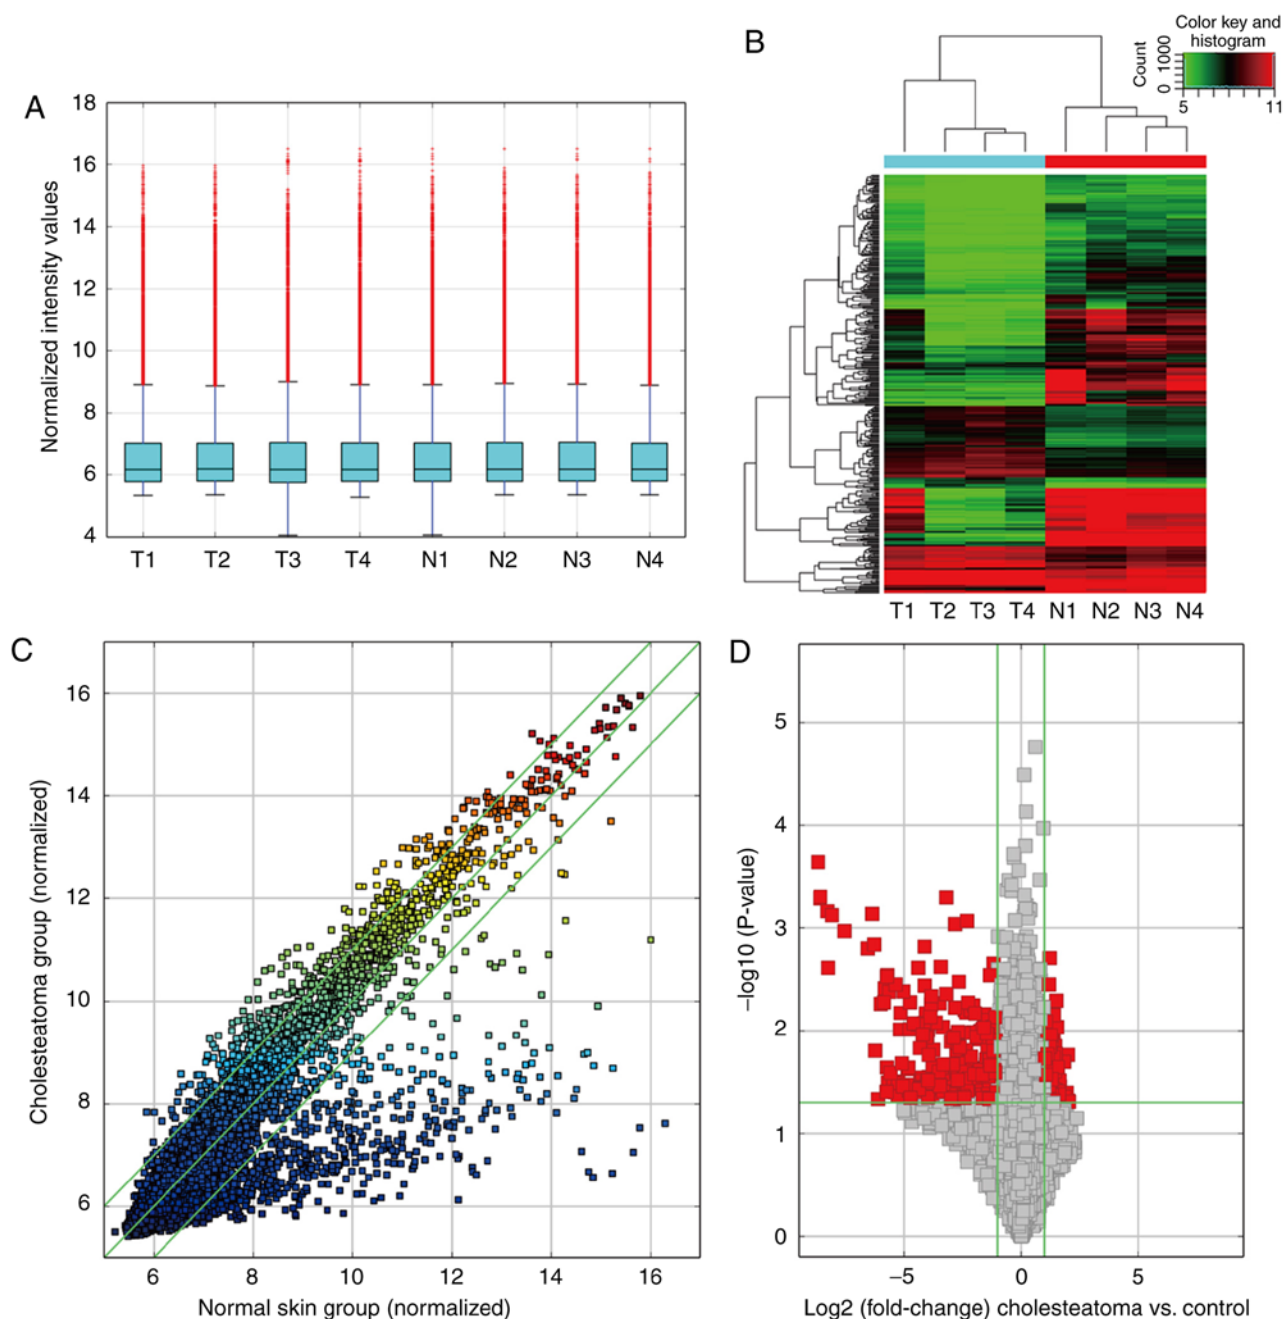 A
18
16
14
12
10
8
6
4
Normalized intensity values
T1 T2 T3 T4 N1 N2 N3 N4
B
Color key and
histogram
Count
1000
0
5 11
T1 T2 T3 T4 N1 N2 N3 N4
C
16
14
12
10
8
6
Cholesteatoma group (normalized)
6 8 10 12 14 16
Normal skin group (normalized)
D
5
4
3
2
1
0
–log10 (P-value)
–5 0 5
Log2 (fold-change) cholesteatoma vs. control